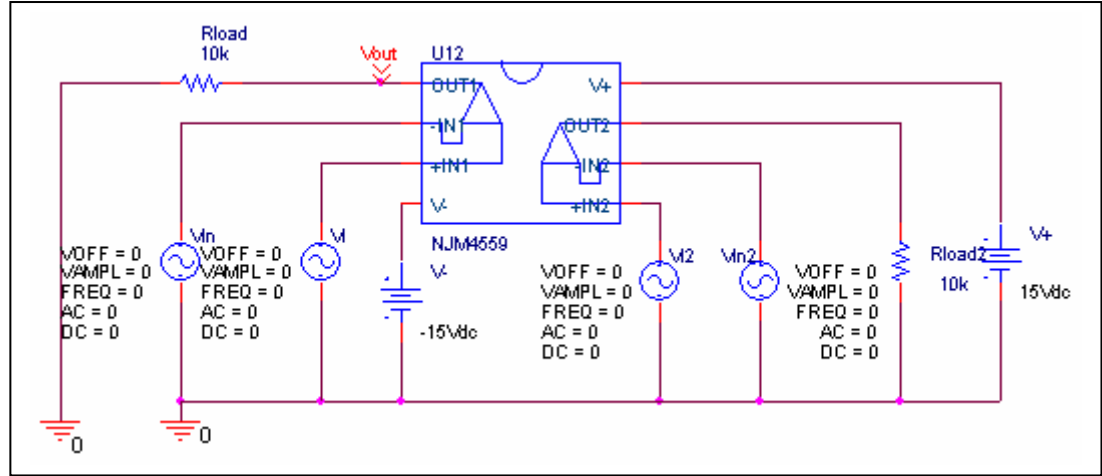 Rload
10k
Vout
U12
OUT1
-IN1
+IN1
V-
V+
OUT2
-IN2
+IN2
NJM4559
Vin
VOFF = 0
VAMPL = 0
FREQ = 0
AC = 0
DC = 0
Vi
VOFF = 0
VAMPL = 0
FREQ = 0
AC = 0
DC = 0
V-
-15Vdc
Vi2
VOFF = 0
VAMPL = 0
FREQ = 0
AC = 0
DC = 0
Vin2
VOFF = 0
VAMPL = 0
FREQ = 0
AC = 0
DC = 0
Rload2
10k
V+
15Vdc
0
0